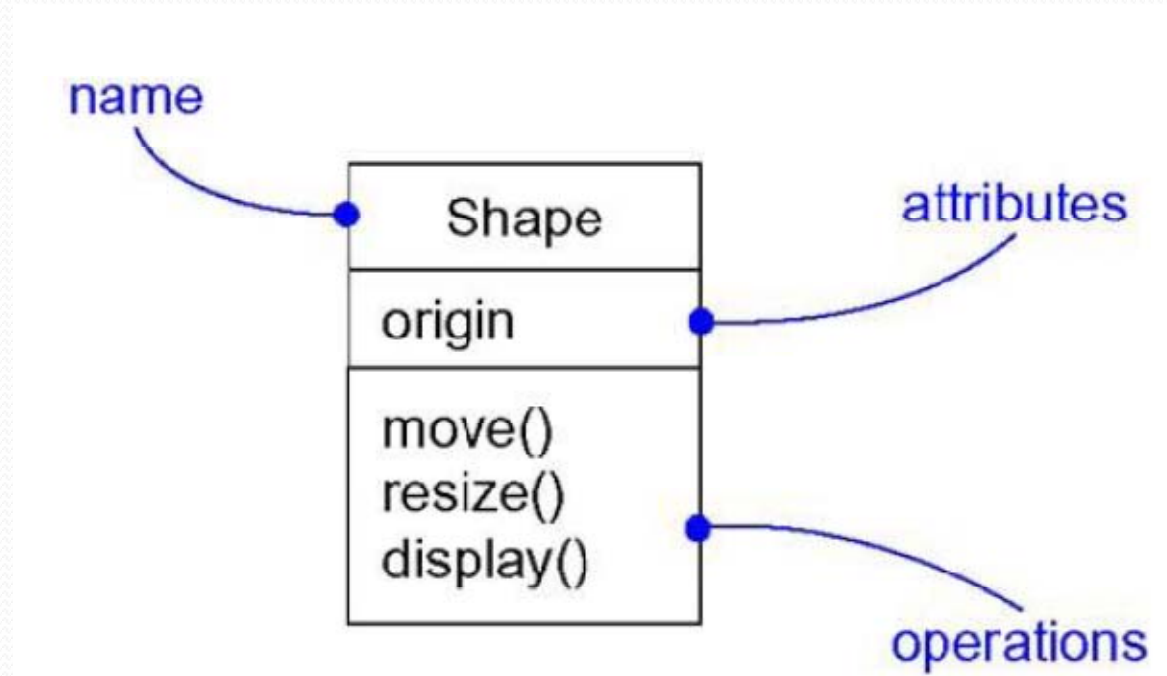 name
Shape
attributes
origin
move()
resize()
display()
operations